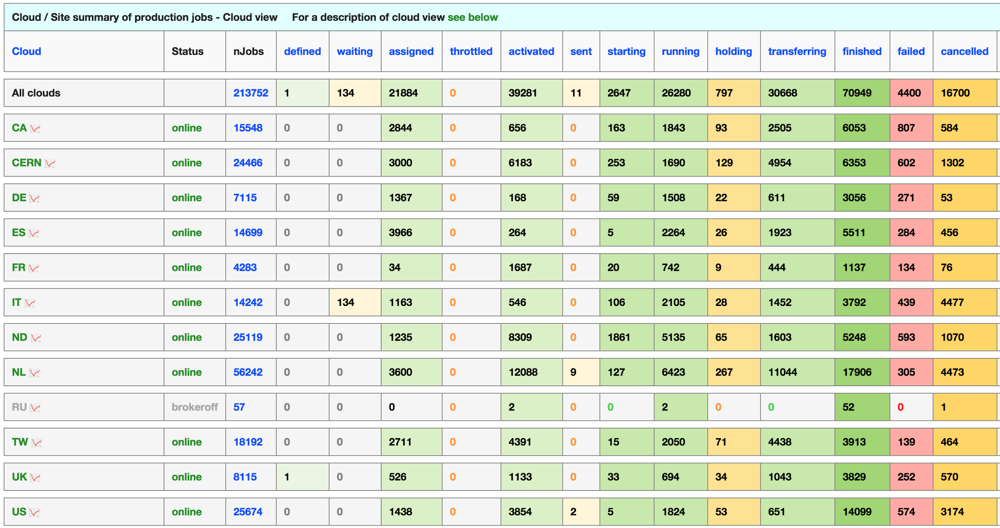 Cloud / Site summary of production jobs - Cloud view For a description of cloud view see below
Cloud Status nJobs defined waiting assigned throttled activated sent starting running holding transferring finished failed cancelled
All clouds 213752 1 134 21884 0 39281 11 2647 26280 797 30668 70949 4400 16700
CA online 15548 0 0 2844 0 656 0 163 1843 93 2505 6053 807 584
CERN online 24466 0 0 3000 0 6183 0 253 1690 129 4954 6353 602 1302
DE online 7115 0 0 1367 0 168 0 59 1508 22 611 3056 271 53
ES online 14699 0 0 3966 0 264 0 5 2264 26 1923 5511 284 456
FR online 4283 0 0 34 0 1687 0 20 742 9 444 1137 134 76
IT online 14242 0 134 1163 0 546 0 106 2105 28 1452 3792 439 4477
ND online 25119 0 0 1235 0 8309 0 1861 5135 65 1603 5248 593 1070
NL online 56242 0 0 3600 0 12088 9 127 6423 267 11044 17906 305 4473
RU brokeroff 57 0 0 0 0 2 0 0 2 0 0 52 0 1
TW online 18192 0 0 2711 0 4391 0 15 2050 71 4438 3913 139 464
UK online 8115 1 0 526 0 1133 0 33 694 34 1043 3829 252 570
US online 25674 0 0 1438 0 3854 2 5 1824 53 651 14099 574 3174